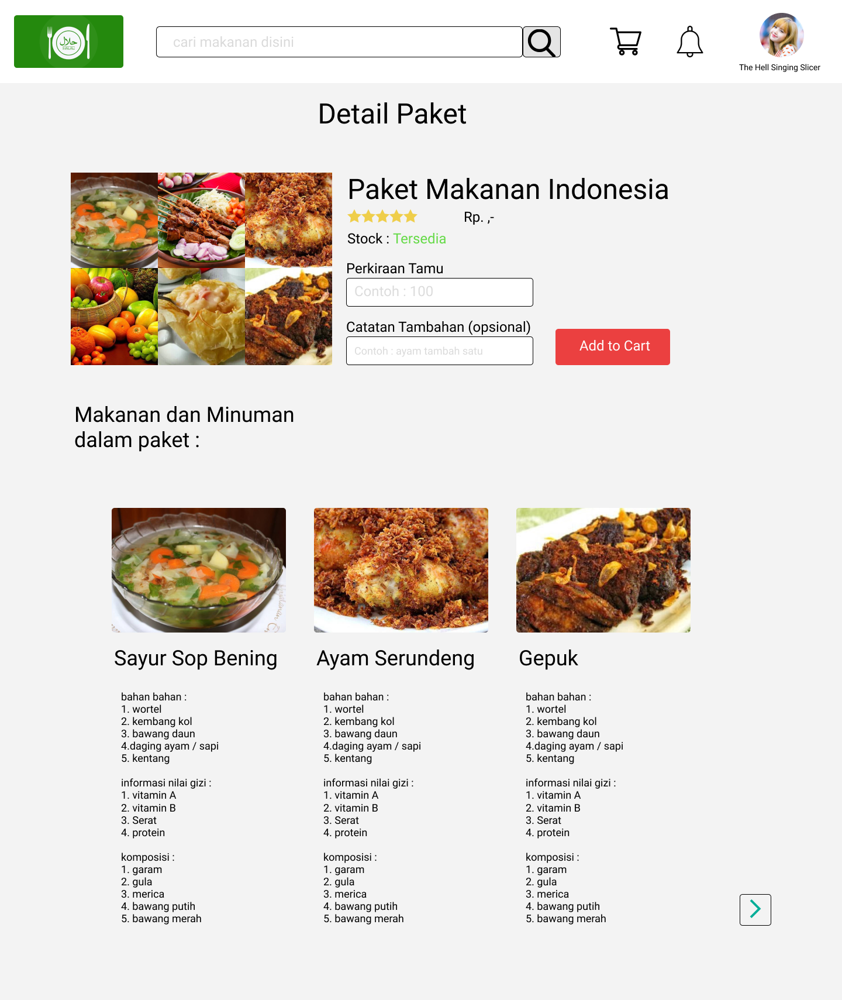 حلال
HALAL
cari makanan disini
The Hell Singing Slicer
Detail Paket
Paket Makanan Indonesia
Rp. ,-
Stock : Tersedia
Perkiraan Tamu
Contoh : 100
Catatan Tambahan (opsional)
Contoh : ayam tambah satu
Add to Cart
Makanan dan Minuman
dalam paket :
Sayur Sop Bening
bahan bahan :
1. wortel
2. kembang kol
3. bawang daun
4.daging ayam / sapi
5. kentang
informasi nilai gizi :
1. vitamin A
2. vitamin B
3. Serat
4. protein
komposisi :
1. garam
2. gula
3. merica
4. bawang putih
5. bawang merah
Ayam Serundeng
bahan bahan :
1. wortel
2. kembang kol
3. bawang daun
4.daging ayam / sapi
5. kentang
informasi nilai gizi :
1. vitamin A
2. vitamin B
3. Serat
4. protein
komposisi :
1. garam
2. gula
3. merica
4. bawang putih
5. bawang merah
Gepuk
bahan bahan :
1. wortel
2. kembang kol
3. bawang daun
4.daging ayam / sapi
5. kentang
informasi nilai gizi :
1. vitamin A
2. vitamin B
3. Serat
4. protein
komposisi :
1. garam
2. gula
3. merica
4. bawang putih
5. bawang merah